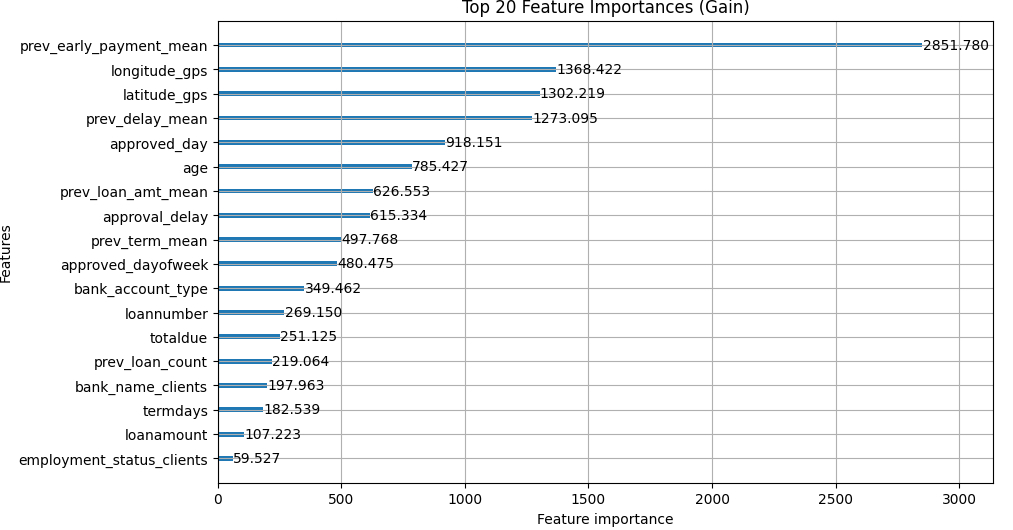 Top 20 Feature Importances (Gain)
Features
prev_early_payment_mean 2851.780
longitude_gps 1368.422
latitude_gps 1302.219
prev_delay_mean 1273.095
approved_day 918.151
age 785.427
prev_loan_amt_mean 626.553
approval_delay 615.334
prev_term_mean 497.768
approved_dayofweek 480.475
bank_account_type 349.462
loannumber 269.150
totaldue 251.125
prev_loan_count 219.064
bank_name_clients 197.963
termdays 182.539
loanamount 107.223
employment_status_clients 59.527
0 500 1000 1500 2000 2500 3000
Feature importance